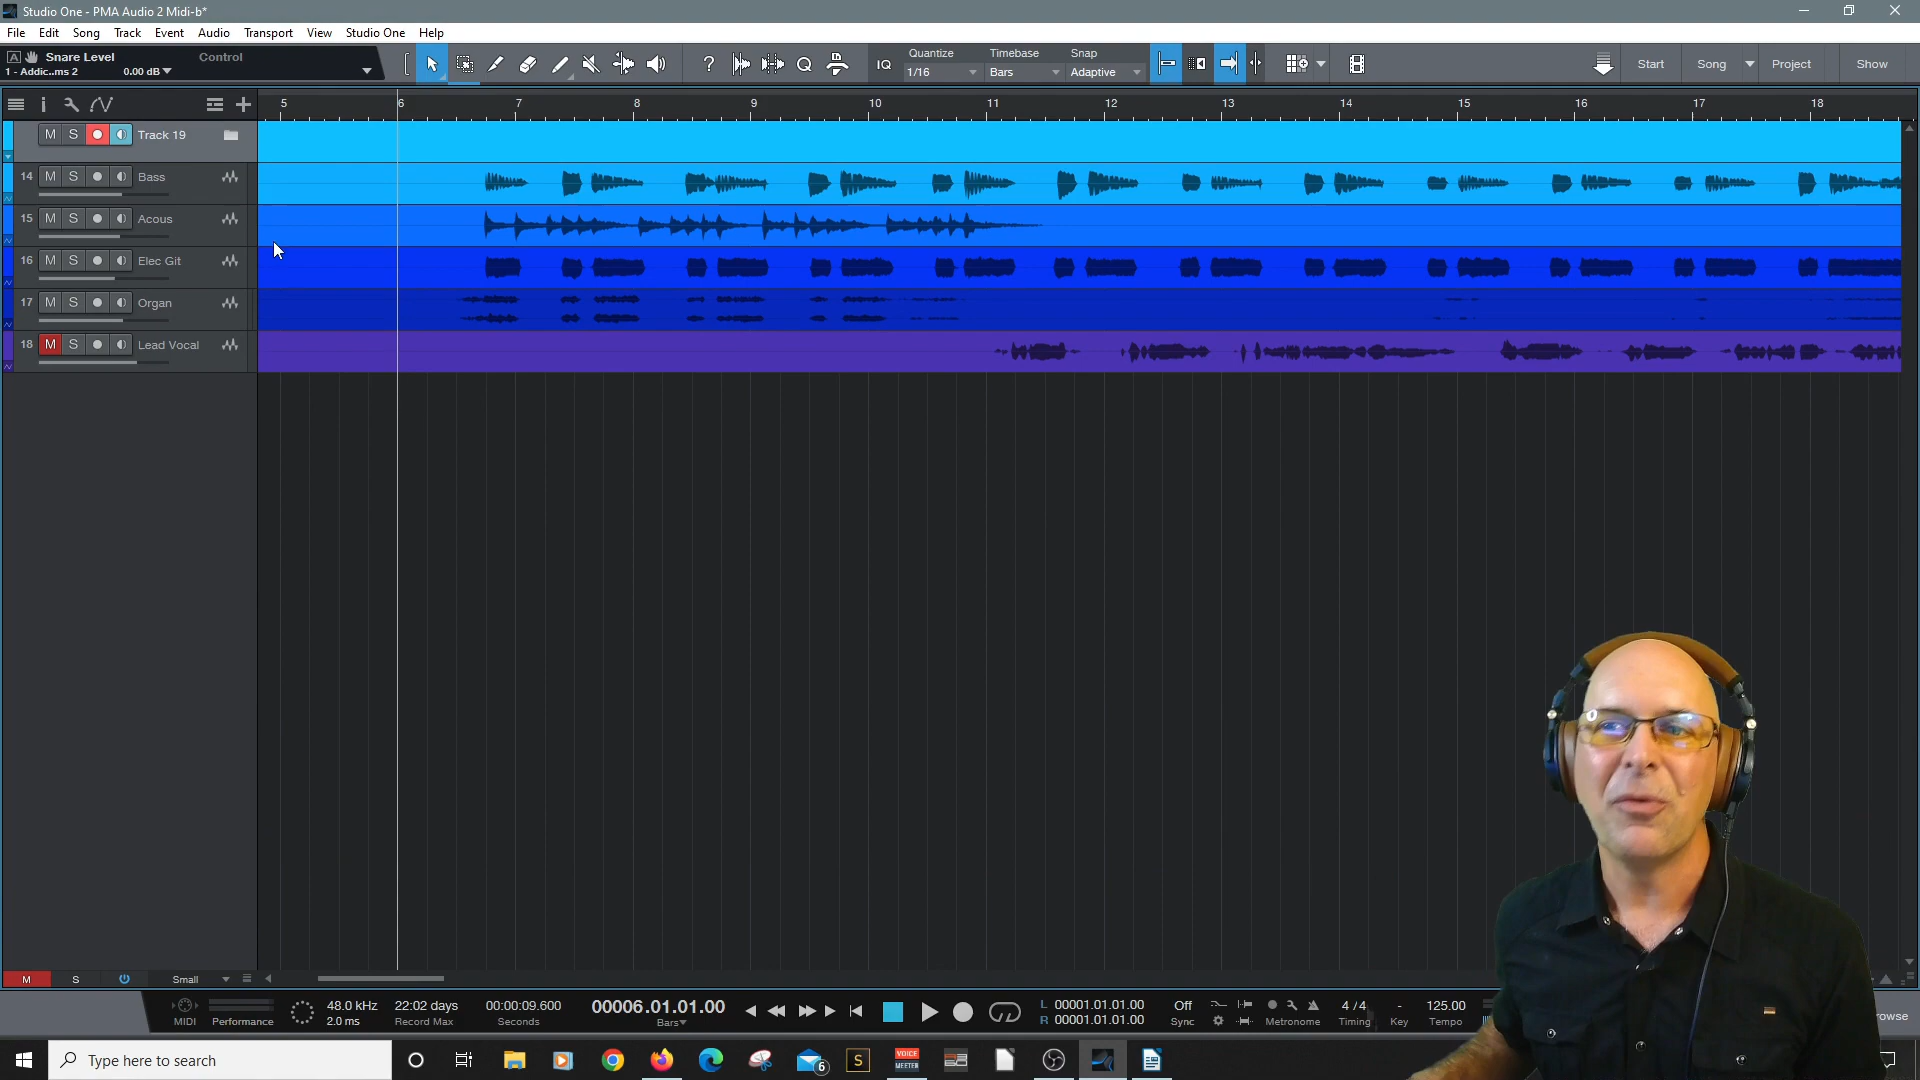 Studio One - PMA Audio 2 Midi-b*
File Edit Song Track Event Audio Transport View Studio One Help
A Snare Level Control
1 - Addic..ms 2 0.00 dB
IQ
Quantize Timebase Snap
1/16 Bars Adaptive
Start Song Project Show
5 6 7 8 9 10 11 12 13 14 15 16 17 18
M S Track 19
14 M S Bass
15 M S Acous
16 M S Elec Git
17 M S Organ
18 M S Lead Vocal
M S Small
MIDI Performance
48.0 kHz
2.0 ms
22:02 days
Record Max
00:00:09.600
Seconds
00006.01.01.00
Bars
L 00001.01.01.00
R 00001.01.01.00
Off
Sync
Metronome
4 / 4
Timing
-
Key
125.00
Tempo
Type here to search
6
S
VOICE
MEETER